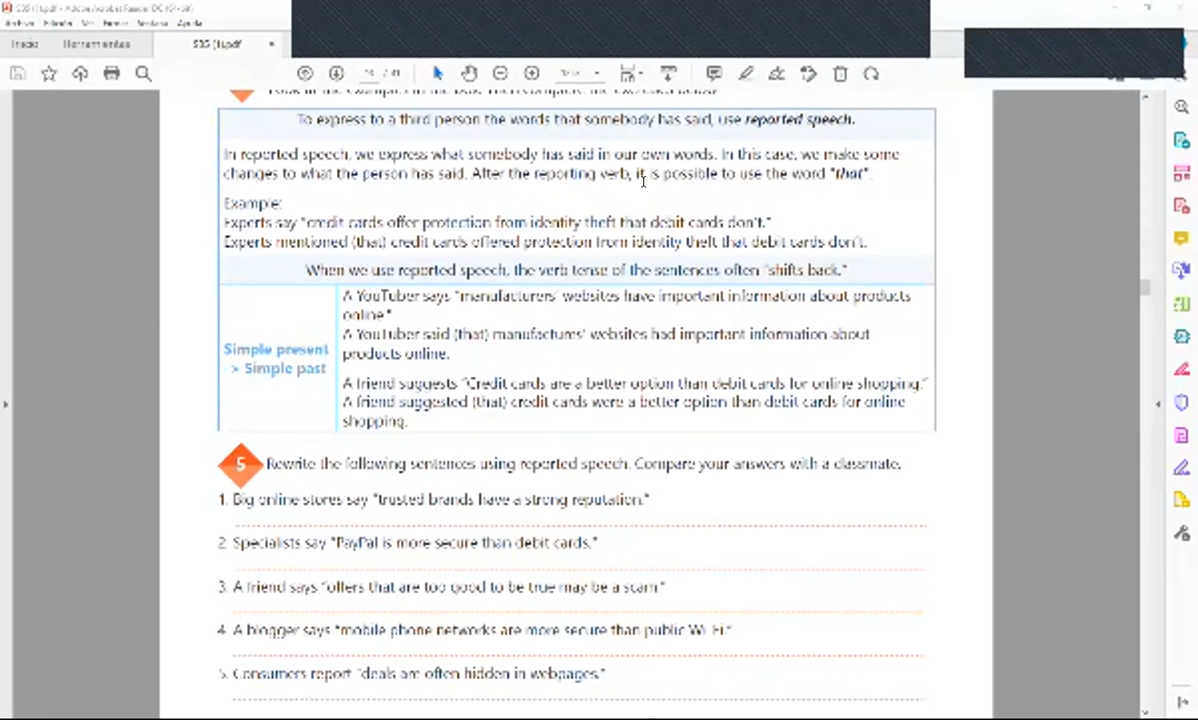 Archivo Edición Ver Firmar Ventana Ayuda
Inicio Herramientas S05 (1).pdf
To express to a third person the words that somebody has said, use reported speech.
In reported speech, we express what somebody has said in our own words. In this case, we make some
changes to what the person has said. After the reporting verb, it is possible to use the word "that".
Example:
Experts say "credit cards offer protection from identity theft that debit cards don't."
Experts mentioned (that) credit cards offered protection from identity theft that debit cards don't.
When we use reported speech, the verb tense of the sentences often "shifts back."
Simple present
-> Simple past
A YouTuber says "manufacturers' websites have important information about products
online."
A YouTuber said (that) manufactures' websites had important information about
products online.
A friend suggests "Credit cards are a better option than debit cards for online shopping."
A friend suggested (that) credit cards were a better option than debit cards for online
shopping.
5 Rewrite the following sentences using reported speech. Compare your answers with a classmate.
1. Big online stores say "trusted brands have a strong reputation."
2. Specialists say "PayPal is more secure than debit cards."
3. A friend says "offers that are too good to be true may be a scam."
4. A blogger says "mobile phone networks are more secure than public Wi-Fi."
5. Consumers report "deals are often hidden in webpages."